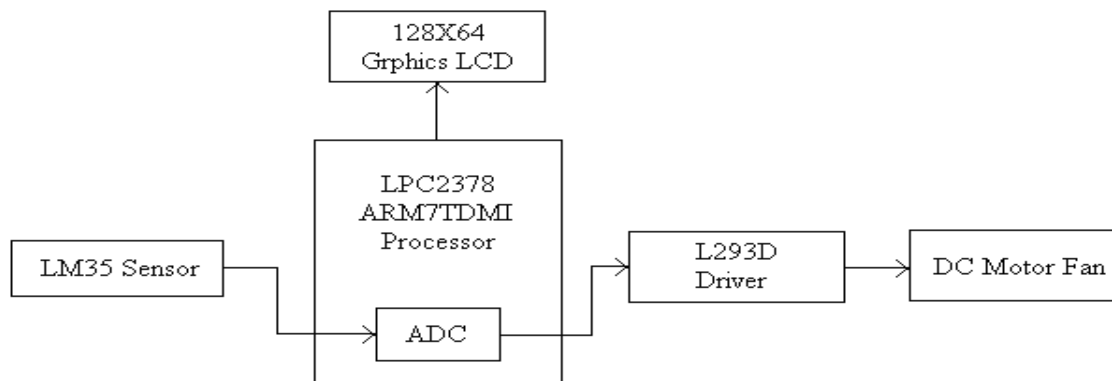 128X64
Grphics LCD
LPC2378
ARM7TDMI
Processor
LM35 Sensor
ADC
L293D
Driver
DC Motor Fan